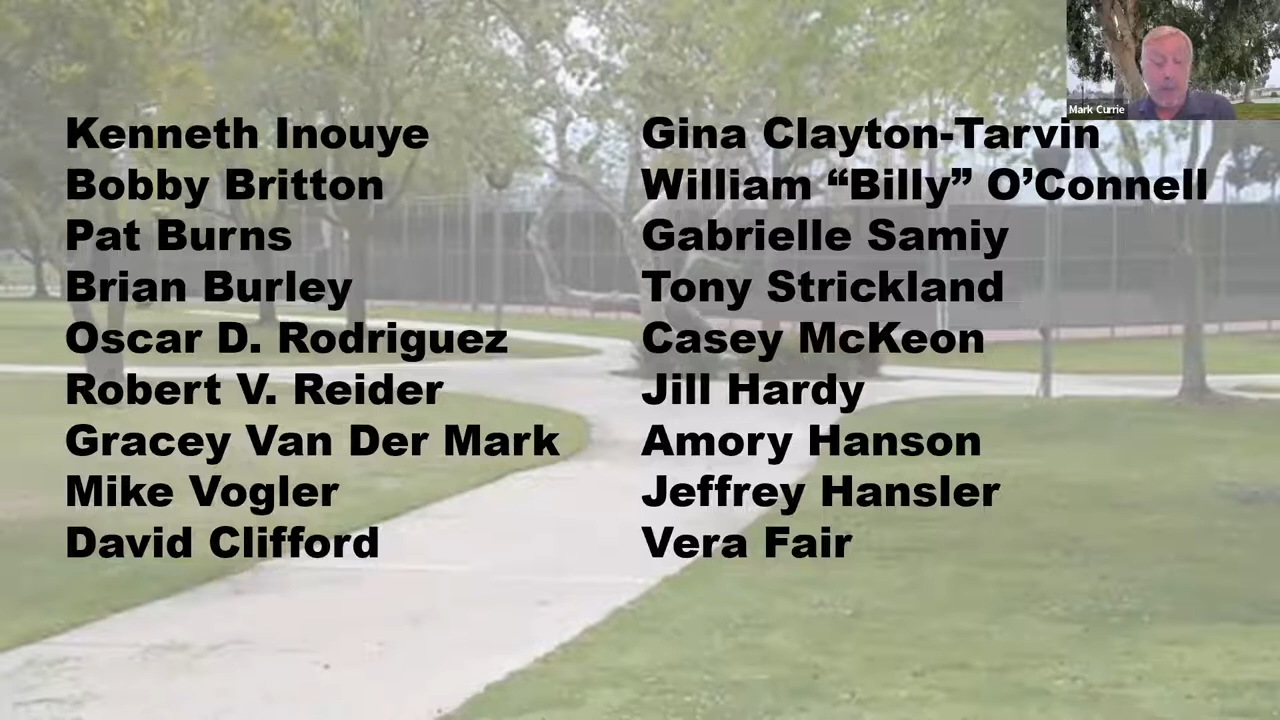 Mark Currie
Kenneth Inouye
Bobby Britton
Pat Burns
Brian Burley
Oscar D. Rodriguez
Robert V. Reider
Gracey Van Der Mark
Mike Vogler
David Clifford
Gina Clayton-Tarvin
William “Billy” O’Connell
Gabrielle Samiy
Tony Strickland
Casey McKeon
Jill Hardy
Amory Hanson
Jeffrey Hansler
Vera Fair